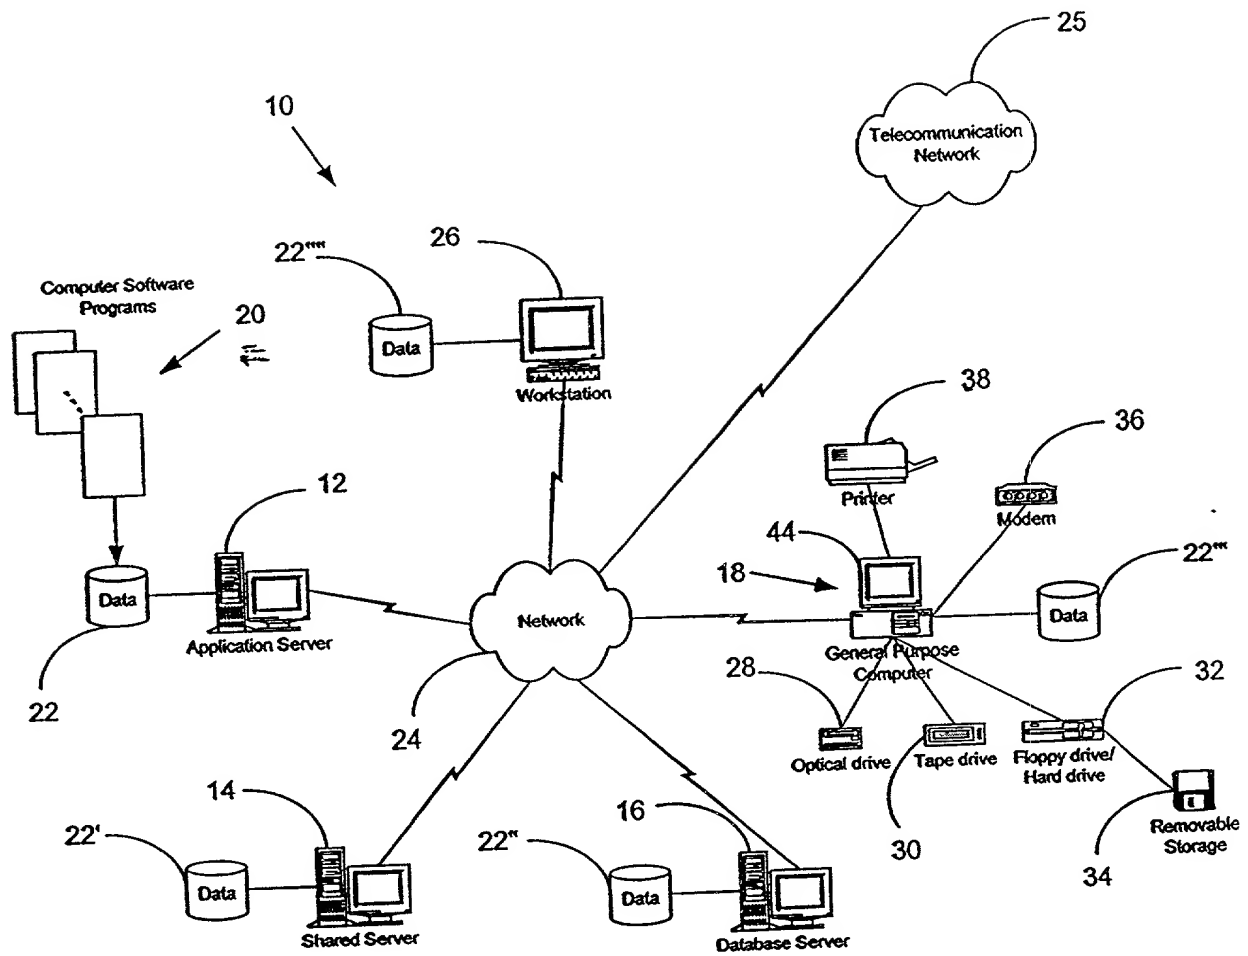 25
10
Telecommunication
Network
26
22""
Computer Software
Programs
20
Data
Workstation
38
36
Printer
Modem
12
44
18
22'''
Data
Application Server
Network
Data
General Purpose
Computer
28
32
22
24
Optical drive
Tape drive
Floppy drive/
Hard drive
14
16
30
Removable
Storage
34
22'
22"
Data
Data
Shared Server
Database Server